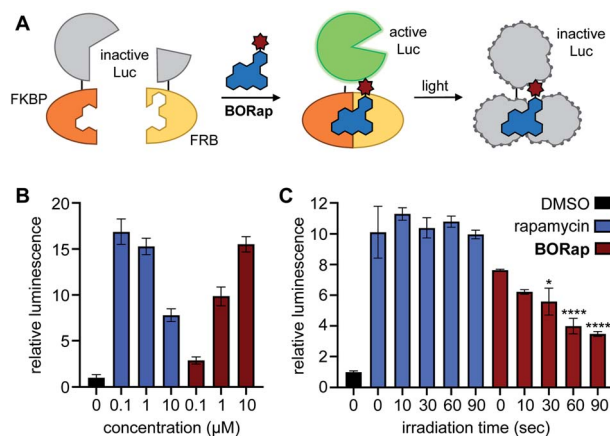 A
inactive
Luc
BORap
FKBP
FRB
active
Luc
light
inactive
Luc
B
relative luminescence
20
15
10
5
0
0 0.1 1 10 0.1 1 10
concentration (μM)
C
relative luminescence
12
10
8
6
4
2
0
DMSO
rapamycin
BORap
*
****
****
0 0 10 30 60 90 0 10 30 60 90
irradiation time (sec)